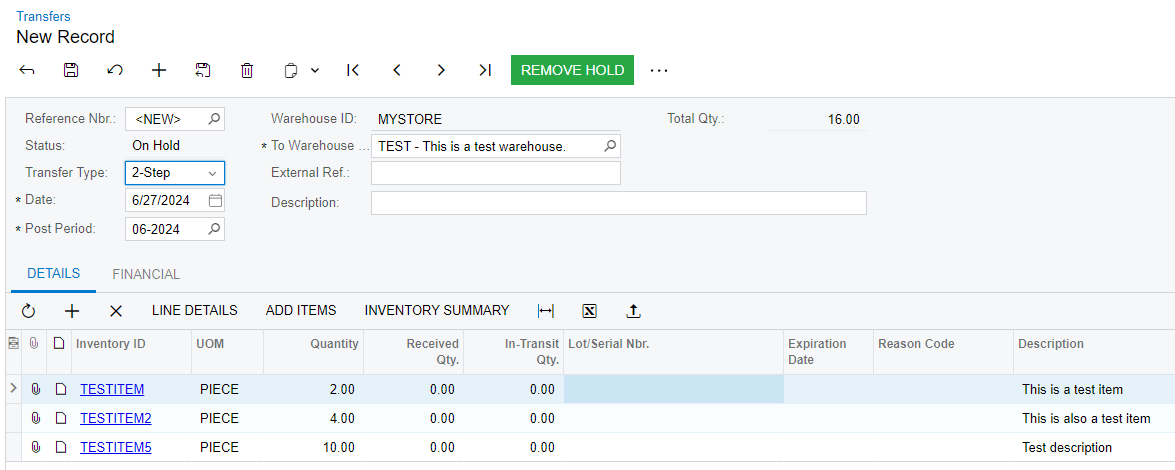 Transfers
New Record
REMOVE HOLD
Reference Nbr.: <NEW> Warehouse ID: MYSTORE Total Qty.: 16.00
Status: On Hold * To Warehouse ... TEST - This is a test warehouse.
Transfer Type: 2-Step External Ref.:
* Date: 6/27/2024 Description:
* Post Period: 06-2024
DETAILS FINANCIAL
LINE DETAILS ADD ITEMS INVENTORY SUMMARY
Inventory ID UOM Quantity Received Qty. In-Transit Qty. Lot/Serial Nbr. Expiration Date Reason Code Description
TESTITEM PIECE 2.00 0.00 0.00 This is a test item
TESTITEM2 PIECE 4.00 0.00 0.00 This is also a test item
TESTITEM5 PIECE 10.00 0.00 0.00 Test description